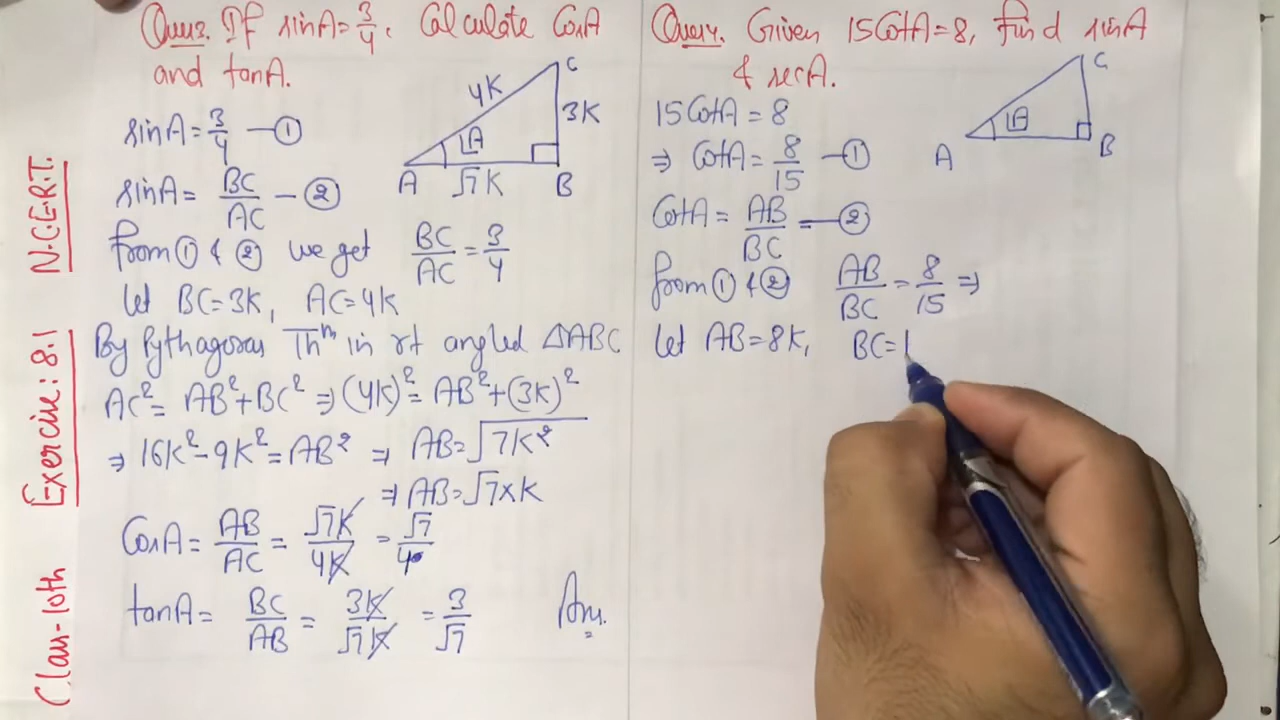 Ques3. If sinA = 3/4. Calculate CosA
and tanA.
sinA = 3/4 — ①
sinA = BC/AC — ②
from ① & ② we get BC/AC = 3/4
let BC = 3K, AC = 4K
By Pythagoras Thm in rt angled △ABC
AC² = AB² + BC² ⇒ (4K)² = AB² + (3K)²
⇒ 16K² - 9K² = AB² ⇒ AB = √7K²
⇒ AB = √7 × K
CosA = AB/AC = √7K/4K = √7/4
tanA = BC/AB = 3K/√7K = 3/√7 Ans.
C
4K
3K
∠A
A
√7K
B
Ques4. Given 15CotA = 8, find sinA
& secA.
15CotA = 8
⇒ CotA = 8/15 — ①
CotA = AB/BC — ②
from ① & ② AB/BC = 8/15 ⇒
let AB = 8K, BC = 1
C
∠A
A
B
N.C.E.R.T.
Exercise: 8.1
Class-10th